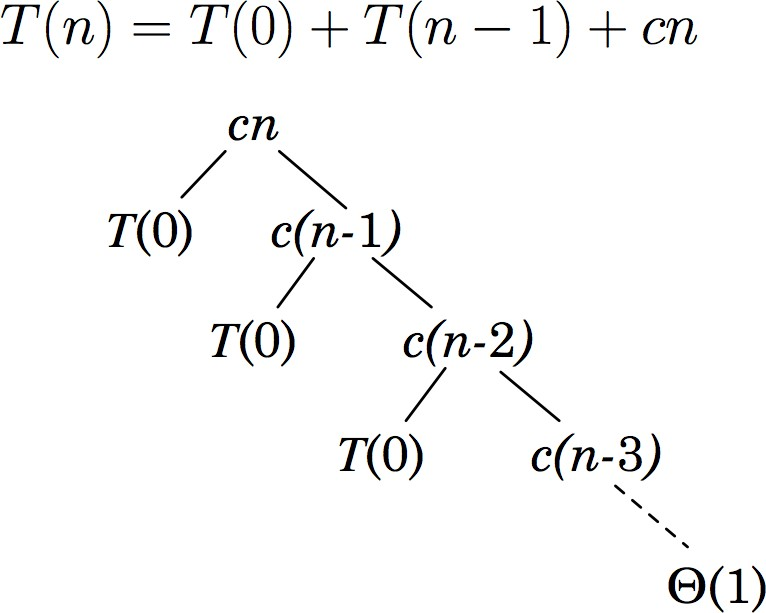 T(n) = T(0) + T(n − 1) + cn
cn
T(0) c(n-1)
T(0) c(n-2)
T(0) c(n-3)
Θ(1)